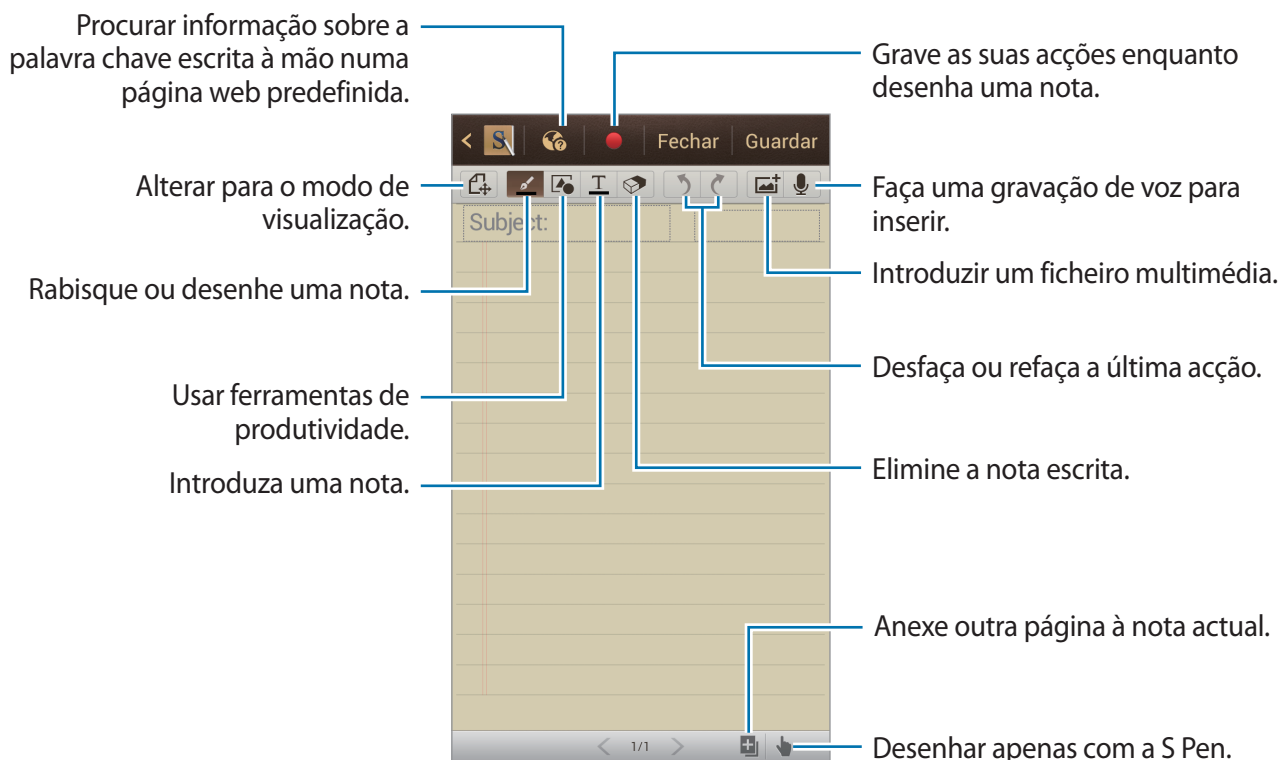 Procurar informação sobre a
palavra chave escrita à mão numa
página web predefinida.
Grave as suas acções enquanto
desenha uma nota.
S
Fechar
Guardar
Alterar para o modo de
visualização.
T
Faça uma gravação de voz para
inserir.
Subject:
Introduzir um ficheiro multimédia.
Rabisque ou desenhe uma nota.
Desfaça ou refaça a última acção.
Usar ferramentas de
produtividade.
Elimine a nota escrita.
Introduza uma nota.
Anexe outra página à nota actual.
1/1
Desenhar apenas com a S Pen.